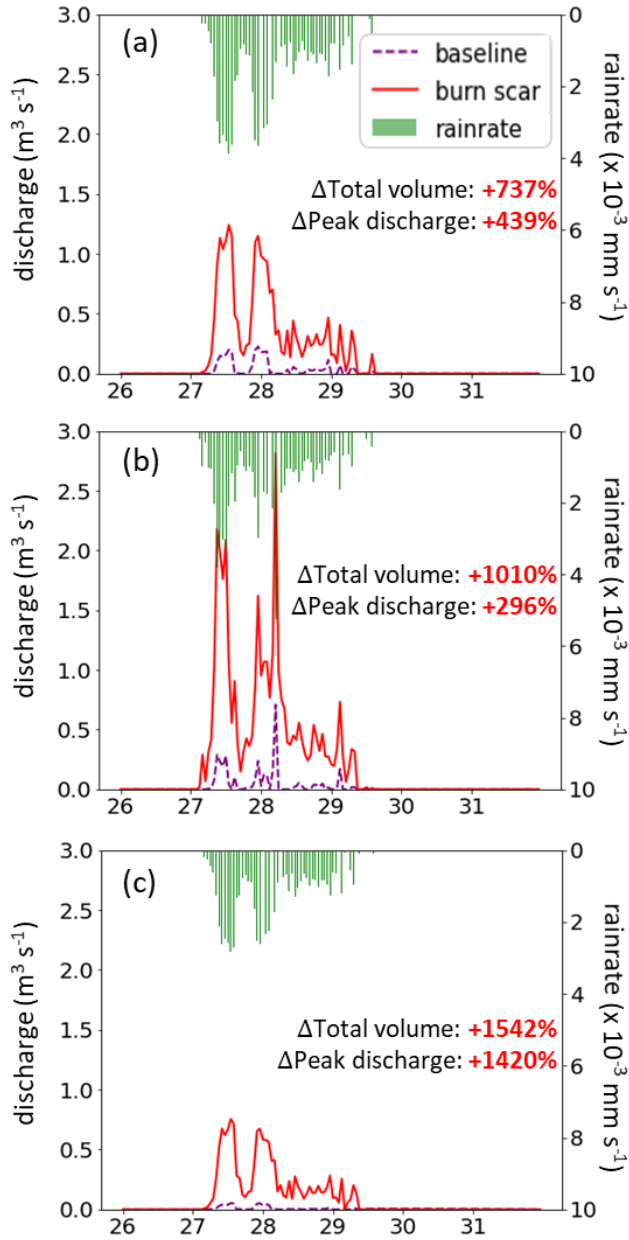 (a)
baseline
burn scar
rainrate
ΔTotal volume: +737%
ΔPeak discharge: +439%
discharge (m³ s⁻¹)
3.0
2.5
2.0
1.5
1.0
0.5
0.0
26 27 28 29 30 31
0
2
4
6
8
10
rainrate (x 10⁻³ mm s⁻¹)
(b)
ΔTotal volume: +1010%
ΔPeak discharge: +296%
discharge (m³ s⁻¹)
3.0
2.5
2.0
1.5
1.0
0.5
0.0
26 27 28 29 30 31
0
2
4
6
8
10
rainrate (x 10⁻³ mm s⁻¹)
(c)
ΔTotal volume: +1542%
ΔPeak discharge: +1420%
discharge (m³ s⁻¹)
3.0
2.5
2.0
1.5
1.0
0.5
0.0
26 27 28 29 30 31
0
2
4
6
8
10
rainrate (x 10⁻³ mm s⁻¹)